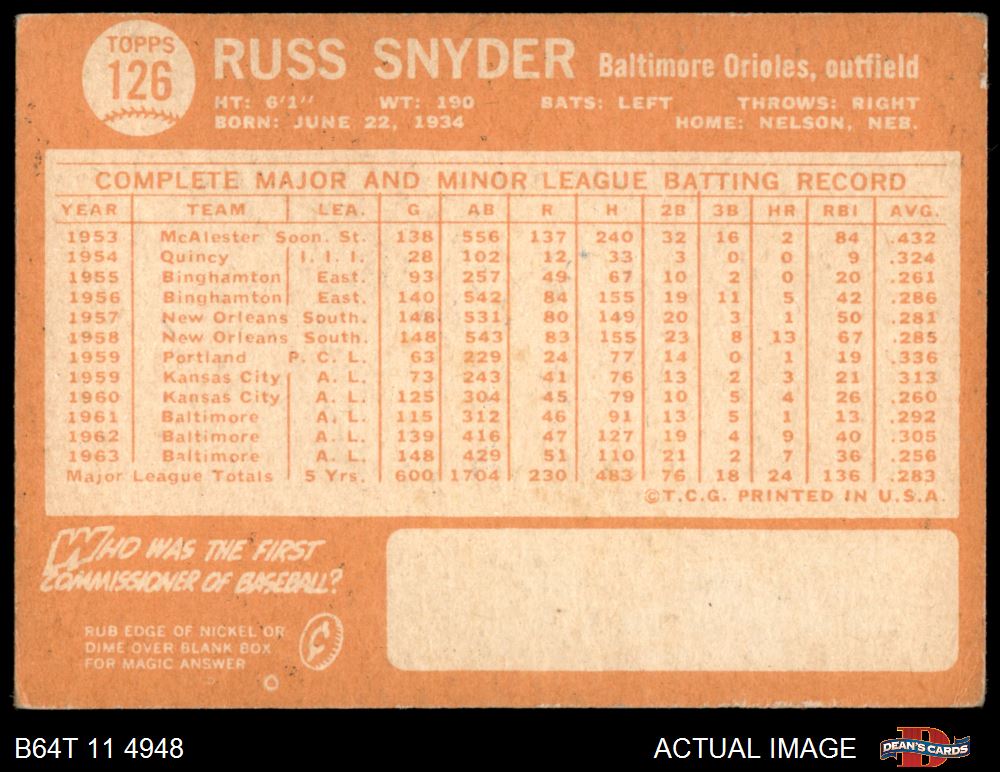 TOPPS
126
RUSS SNYDER Baltimore Orioles, outfield
HT: 6'1" WT: 190 BATS: LEFT THROWS: RIGHT
BORN: JUNE 22, 1934 HOME: NELSON, NEB.
COMPLETE MAJOR AND MINOR LEAGUE BATTING RECORD
YEAR TEAM LEA. G AB R H 2B 3B HR RBI AVG.
1953 McAlester Soon. St. 138 556 137 240 32 16 2 84 .432
1954 Quincy I. I. I. 28 102 12 33 3 0 0 9 .324
1955 Binghamton East. 93 257 49 67 10 2 0 20 .261
1956 Binghamton East. 140 542 84 155 19 11 5 42 .286
1957 New Orleans South. 148 531 80 149 20 3 1 50 .281
1958 New Orleans South. 148 543 83 155 23 8 13 67 .285
1959 Portland P. C. L. 63 229 24 77 14 0 1 19 .336
1959 Kansas City A. L. 73 243 41 76 13 2 3 21 .313
1960 Kansas City A. L. 125 304 45 79 10 5 4 26 .260
1961 Baltimore A. L. 115 312 46 91 13 5 1 13 .292
1962 Baltimore A. L. 139 416 47 127 19 4 9 40 .305
1963 Baltimore A. L. 148 429 51 110 21 2 7 36 .256
Major League Totals 5 Yrs. 600 1704 230 483 76 18 24 136 .283
©T.C.G. PRINTED IN U.S.A.
WHO WAS THE FIRST
COMMISSIONER OF BASEBALL?
RUB EDGE OF NICKEL OR
DIME OVER BLANK BOX
FOR MAGIC ANSWER
¢
B64T 11 4948 ACTUAL IMAGE
D
DEAN'S CARDS